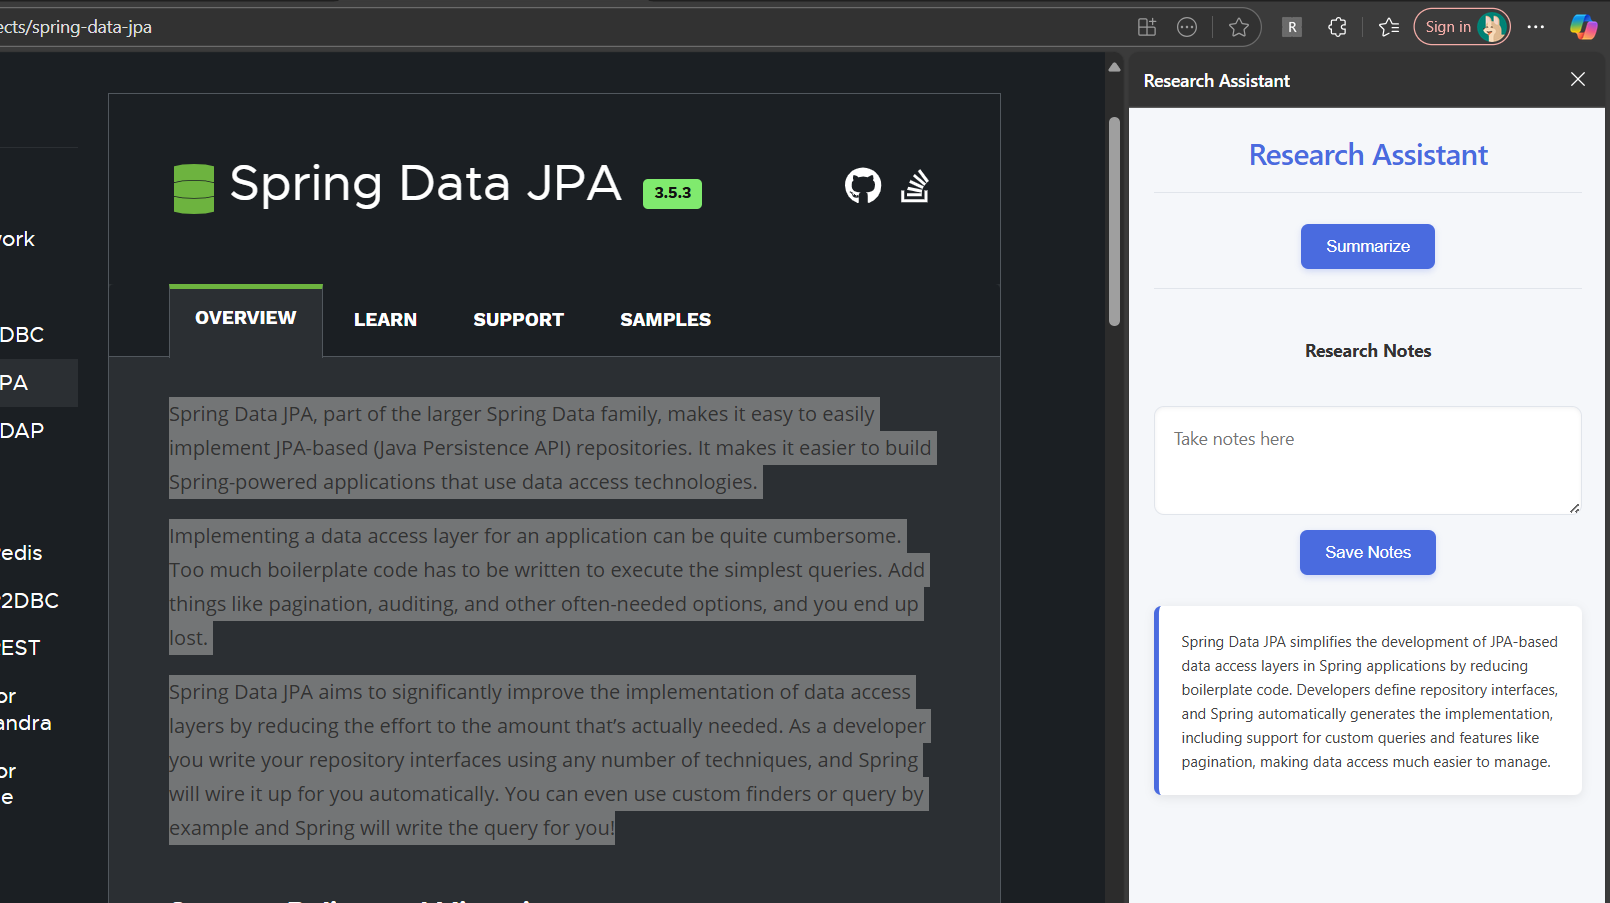 ects/spring-data-jpa
R
Sign in
ork
DBC
PA
DAP
edis
2DBC
EST
or
andra
or
e
Spring Data JPA 3.5.3
OVERVIEW LEARN SUPPORT SAMPLES
Spring Data JPA, part of the larger Spring Data family, makes it easy to easily
implement JPA-based (Java Persistence API) repositories. It makes it easier to build
Spring-powered applications that use data access technologies.
Implementing a data access layer for an application can be quite cumbersome.
Too much boilerplate code has to be written to execute the simplest queries. Add
things like pagination, auditing, and other often-needed options, and you end up
lost.
Spring Data JPA aims to significantly improve the implementation of data access
layers by reducing the effort to the amount that’s actually needed. As a developer
you write your repository interfaces using any number of techniques, and Spring
will wire it up for you automatically. You can even use custom finders or query by
example and Spring will write the query for you!
Research Assistant
Research Assistant
Summarize
Research Notes
Take notes here
Save Notes
Spring Data JPA simplifies the development of JPA-based
data access layers in Spring applications by reducing
boilerplate code. Developers define repository interfaces,
and Spring automatically generates the implementation,
including support for custom queries and features like
pagination, making data access much easier to manage.